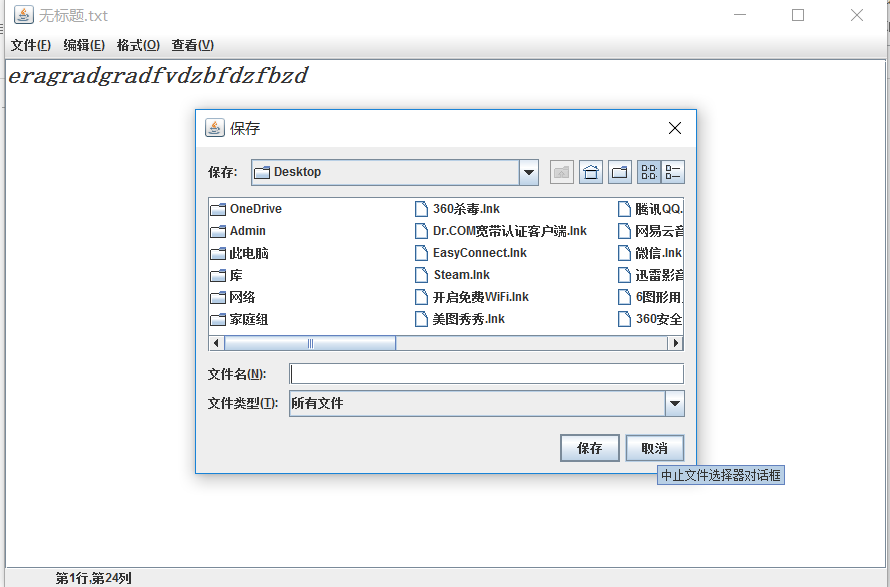 无标题.txt
文件(F) 编辑(E) 格式(O) 查看(V)
eragradgradfvdzbfdzfbzd
保存
保存: Desktop
OneDrive 360杀毒.lnk 腾讯QQ.
Admin Dr.COM宽带认证客户端.lnk 网易云音
此电脑 EasyConnect.lnk 微信.lnk
库 Steam.lnk 迅雷影音
网络 开启免费WiFi.lnk 6图形用
家庭组 美图秀秀.lnk 360安全
文件名(N):
文件类型(T): 所有文件
保存 取消
中止文件选择器对话框
第1行,第24列